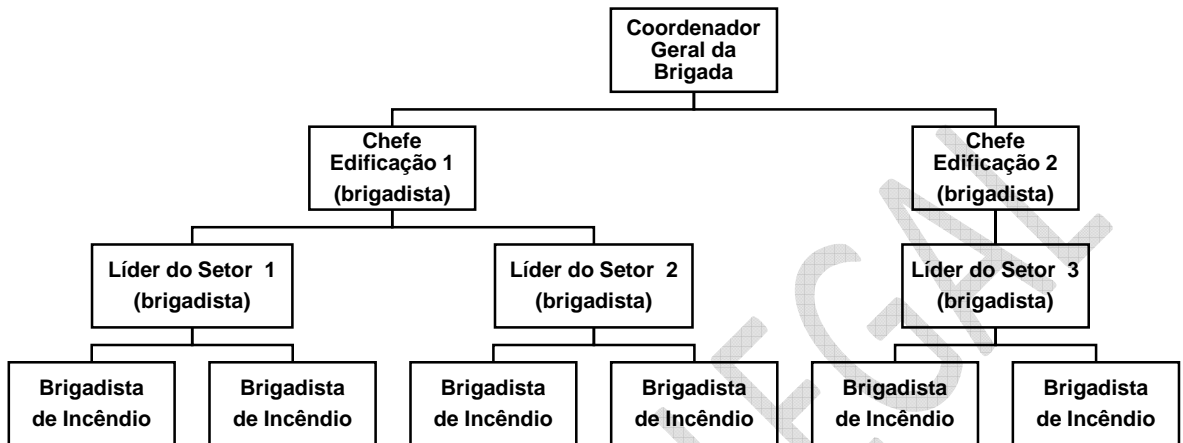 Coordenador
Geral da
Brigada
Chefe
Edificação 1
(brigadista)
Chefe
Edificação 2
(brigadista)
Líder do Setor 1
(brigadista)
Líder do Setor 2
(brigadista)
Líder do Setor 3
(brigadista)
Brigadista
de Incêndio
Brigadista
de Incêndio
Brigadista
de Incêndio
Brigadista
de Incêndio
Brigadista
de Incêndio
Brigadista
de Incêndio